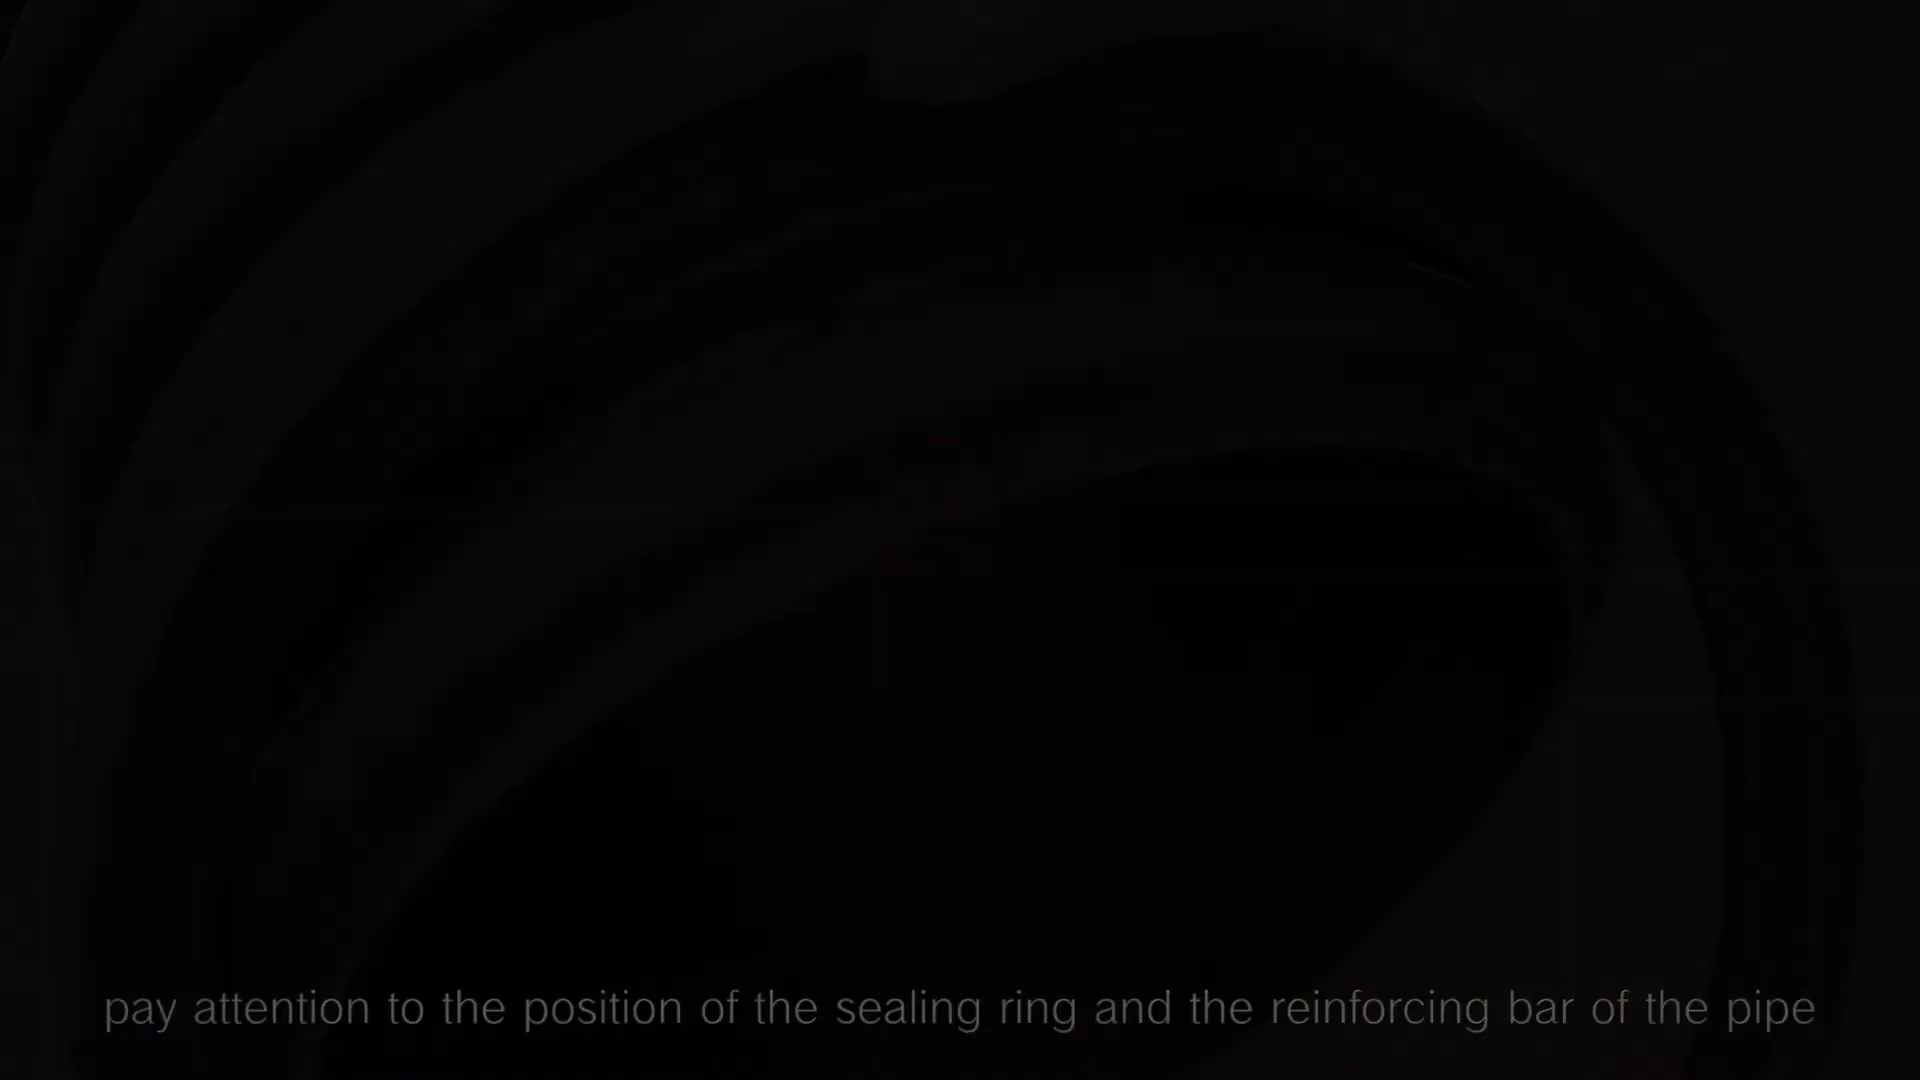 pay attention to the position of the sealing ring and the reinforcing bar of the pipe